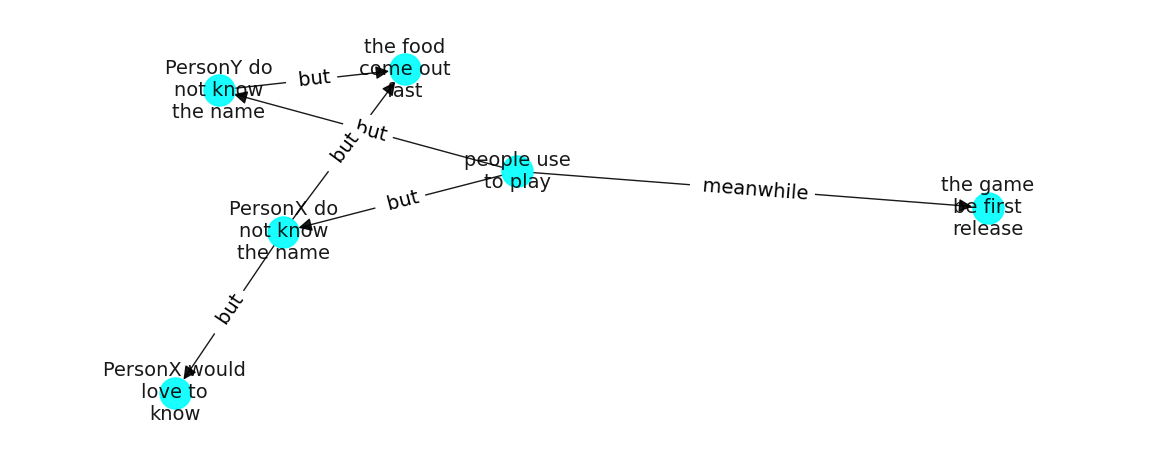 the food
come out
fast
PersonY do
not know
the name
but
but
but
people use
to play
meanwhile
the game
be first
release
but
PersonX do
not know
the name
but
PersonX would
love to
know